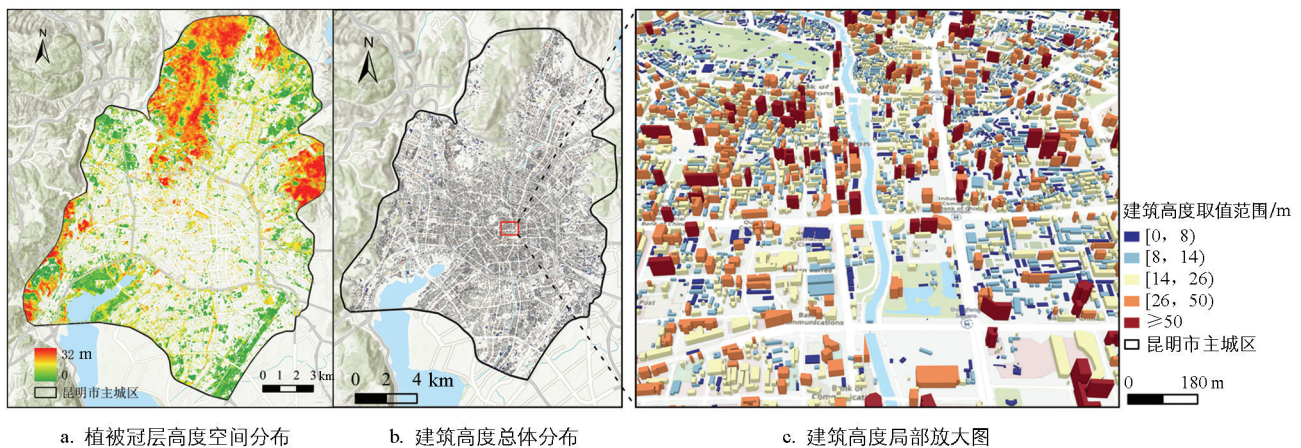 N
32 m
0
昆明市主城区
0 1 2 3 km
N
0 2 4 km
建筑高度取值范围/m
[0, 8)
[8, 14)
[14, 26)
[26, 50)
≥50
昆明市主城区
0 180 m
a. 植被冠层高度空间分布
b. 建筑高度总体分布
c. 建筑高度局部放大图